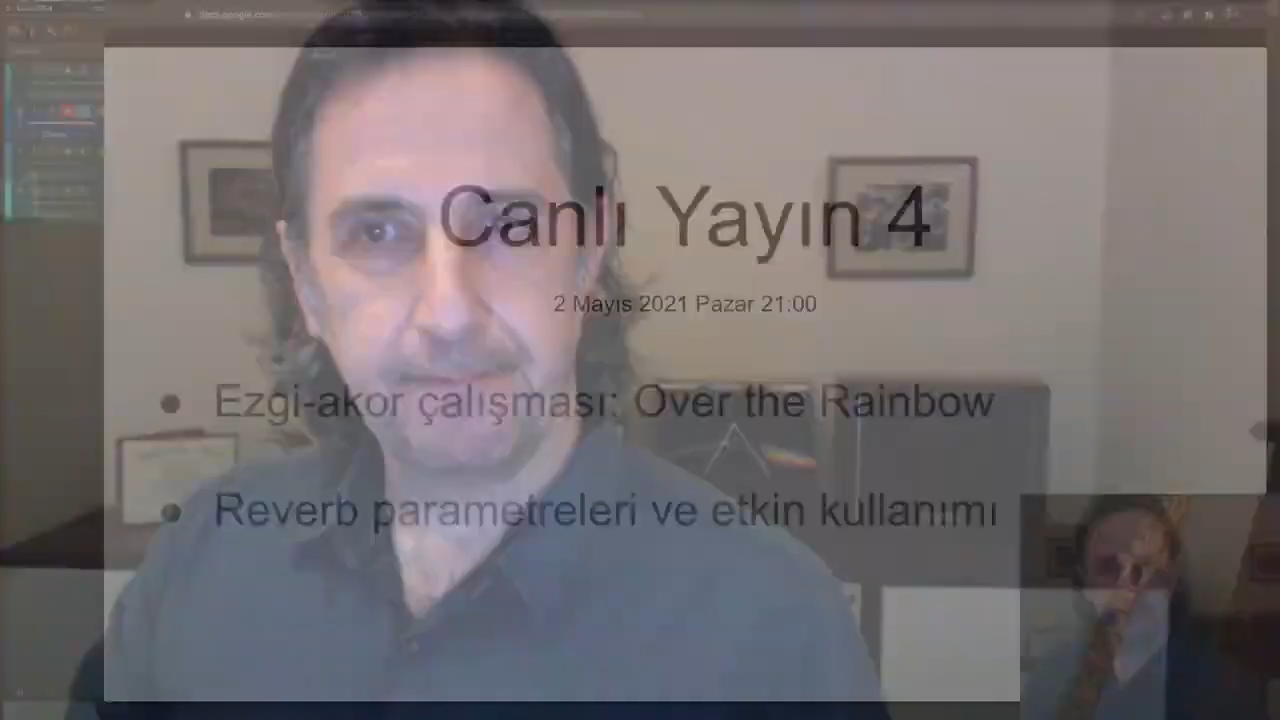 Canlı Yayın 4
2 Mayıs 2021 Pazar 21:00
Ezgi-akor çalışması: Over the Rainbow
Reverb parametreleri ve etkin kullanımı